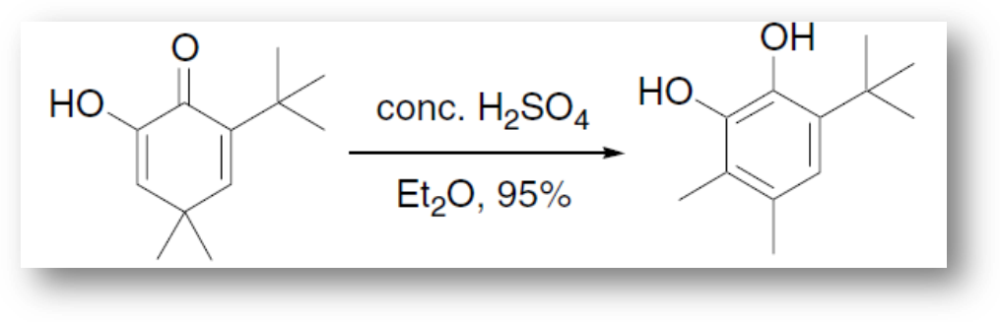 O
HO
conc. H₂SO₄
Et₂O, 95%
OH
HO